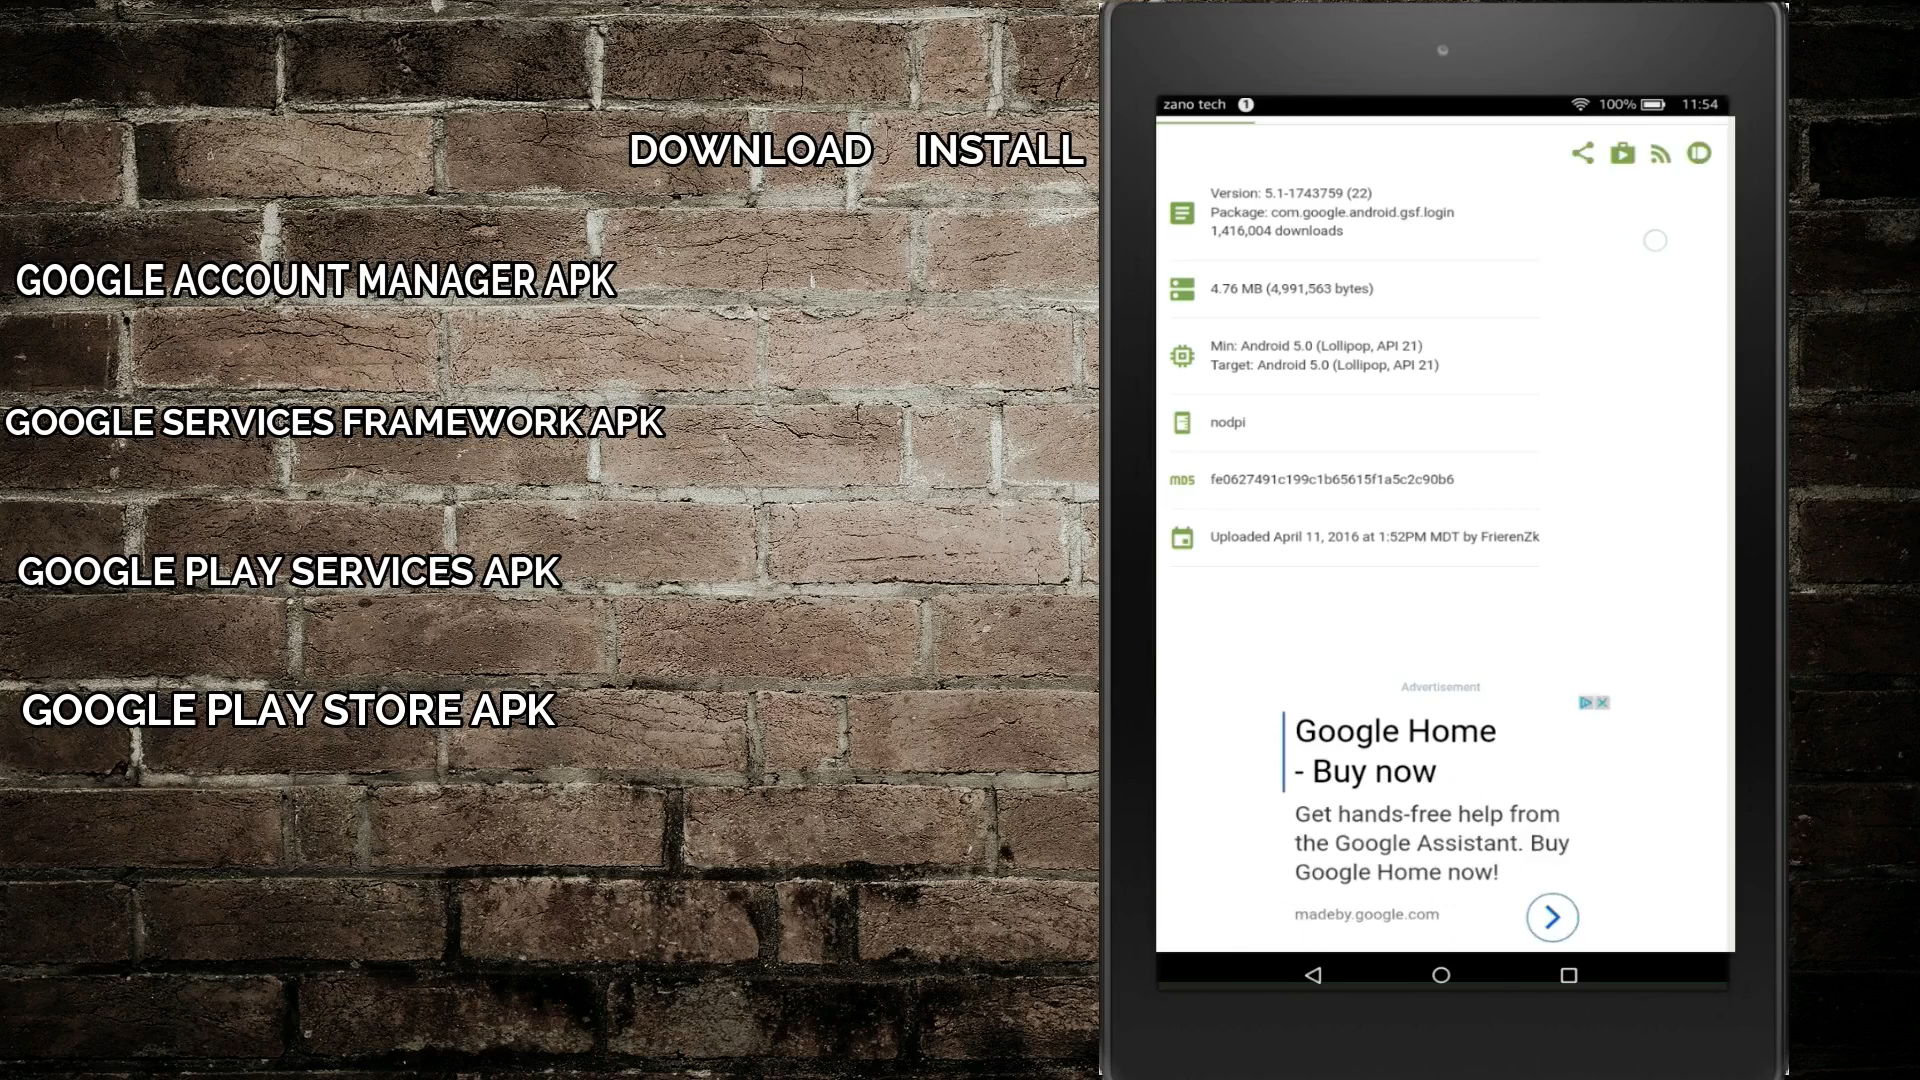 DOWNLOAD INSTALL
GOOGLE ACCOUNT MANAGER APK
GOOGLE SERVICES FRAMEWORK APK
GOOGLE PLAY SERVICES APK
GOOGLE PLAY STORE APK
zano tech 1 100% 11:54
Version: 5.1-1743759 (22)
Package: com.google.android.gsf.login
1,416,004 downloads
4.76 MB (4,991,563 bytes)
Min: Android 5.0 (Lollipop, API 21)
Target: Android 5.0 (Lollipop, API 21)
nodpi
MD5 fe0627491c199c1b65615f1a5c2c90b6
Uploaded April 11, 2016 at 1:52PM MDT by FrierenZk
Advertisement
Google Home
- Buy now
Get hands-free help from
the Google Assistant. Buy
Google Home now!
madeby.google.com